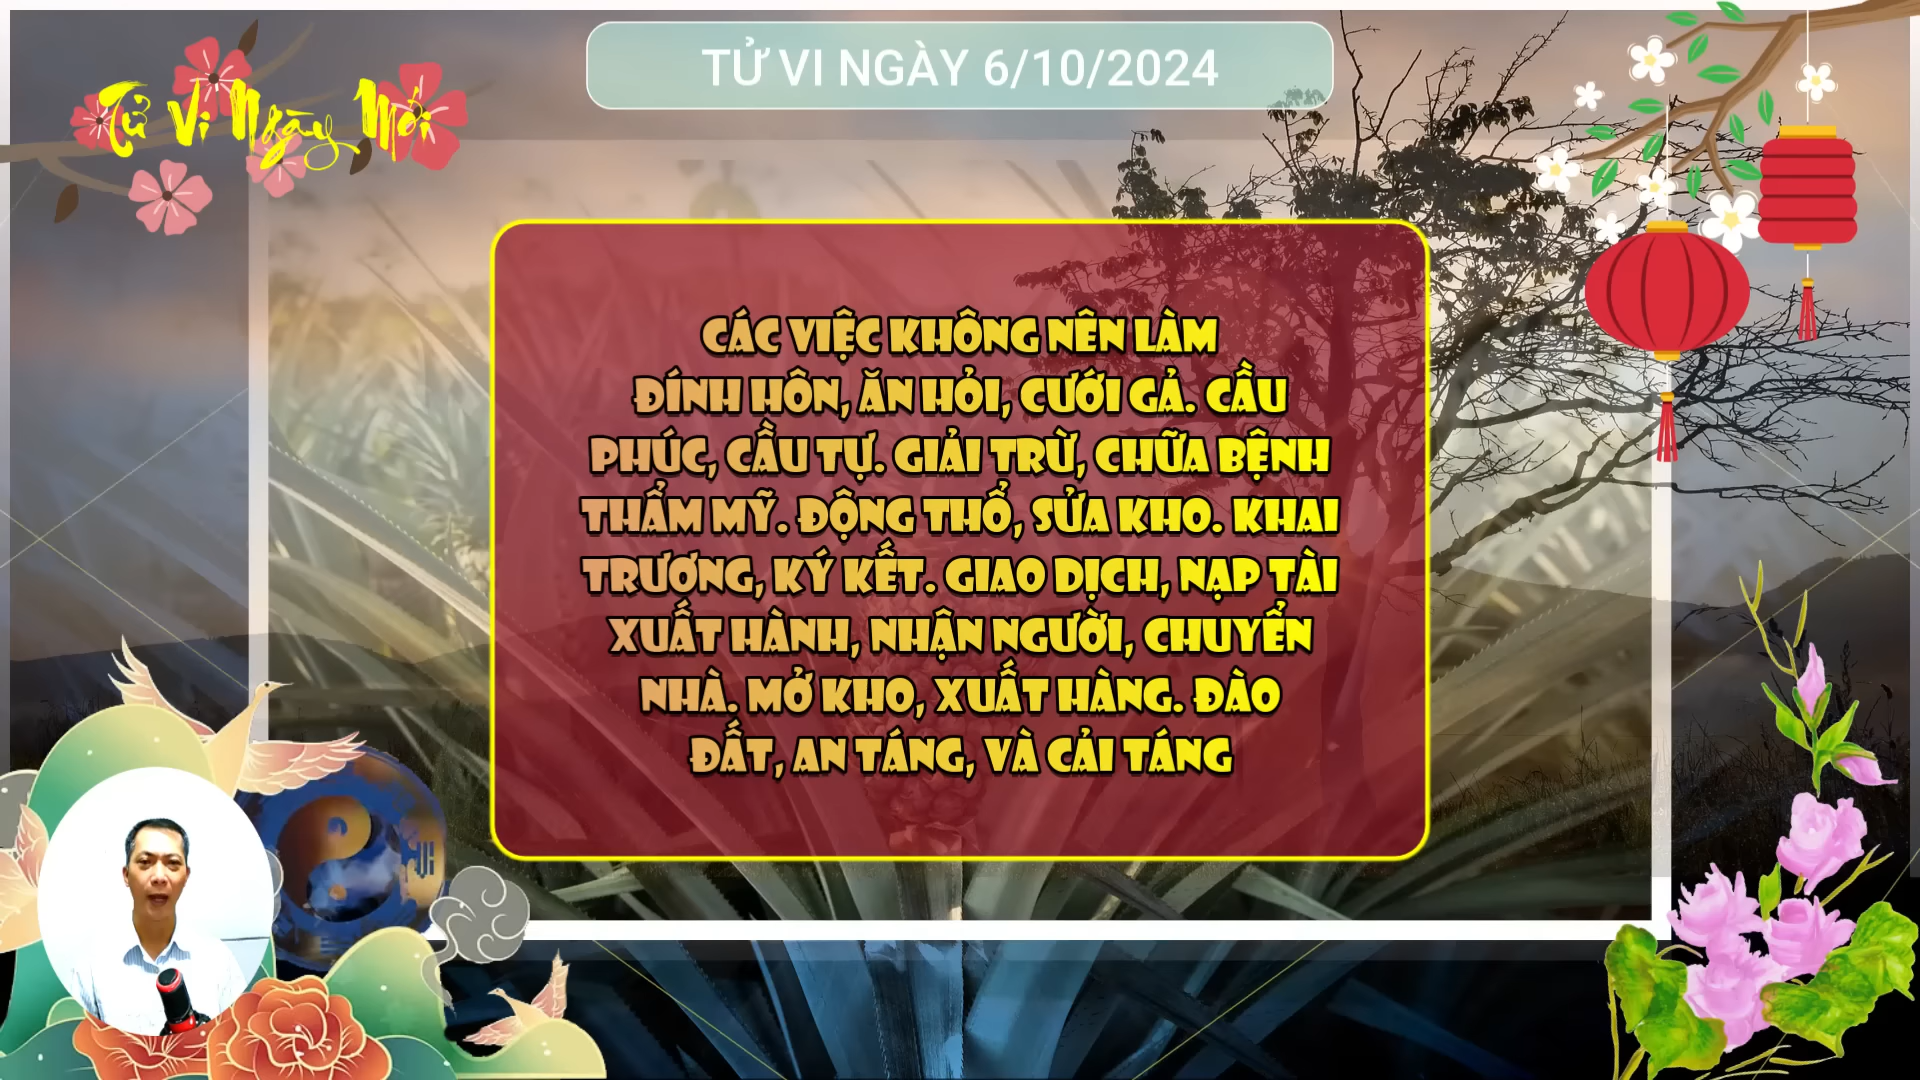 TỬ VI NGÀY 6/10/2024
Tử Vi Ngày Mới
CÁC VIỆC KHÔNG NÊN LÀM
ĐÍNH HÔN, ĂN HỎI, CƯỚI GẢ. CẦU
PHÚC, CẦU TỰ. GIẢI TRỪ, CHỮA BỆNH
THẨM MỸ. ĐỘNG THỔ, SỬA KHO. KHAI
TRƯƠNG, KÝ KẾT. GIAO DỊCH, NẠP TÀI
XUẤT HÀNH, NHẬN NGƯỜI, CHUYỂN
NHÀ. MỞ KHO, XUẤT HÀNG. ĐÀO
ĐẤT, AN TÁNG, VÀ CẢI TÁNG